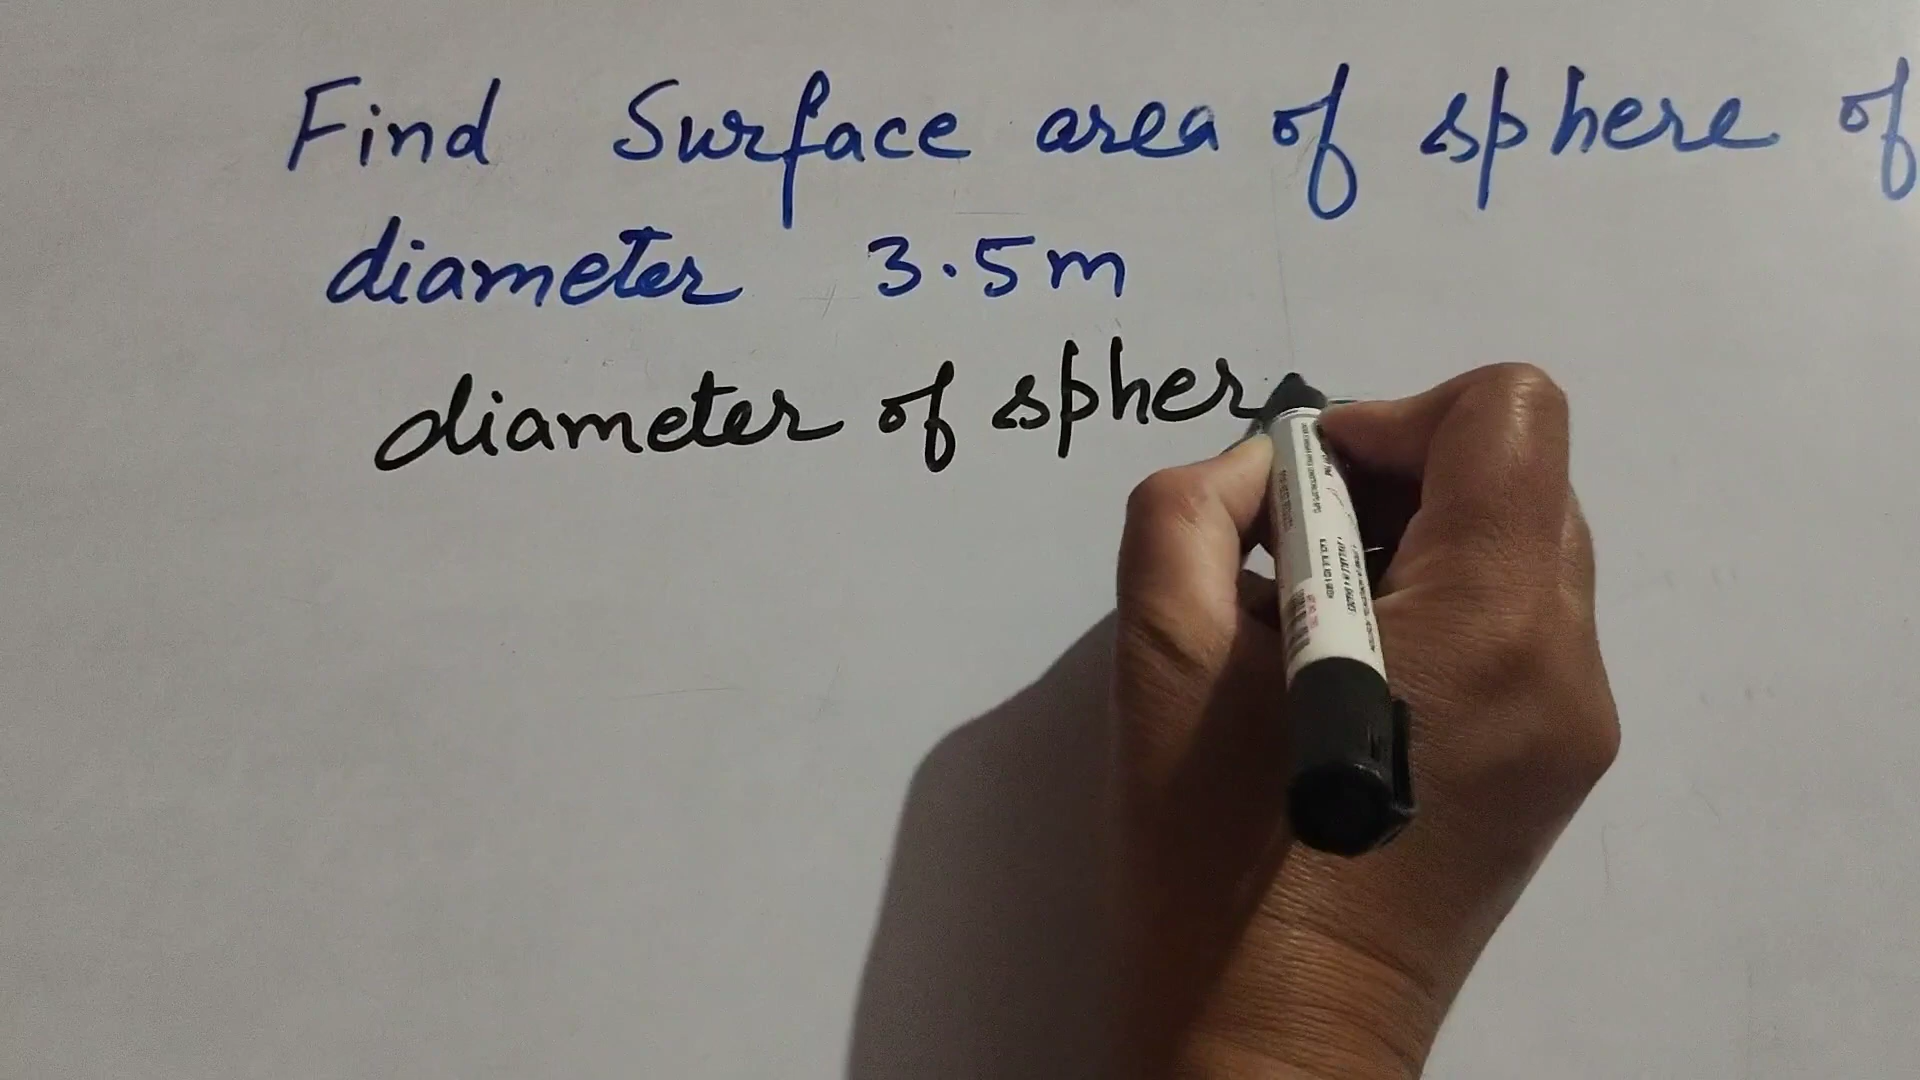 Find Surface area of sphere of
diameter 3.5m
diameter of spher